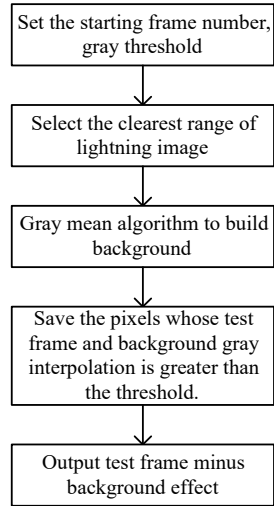 Set the starting frame number,
gray threshold
Select the clearest range of
lightning image
Gray mean algorithm to build
background
Save the pixels whose test
frame and background gray
interpolation is greater than
the threshold.
Output test frame minus
background effect